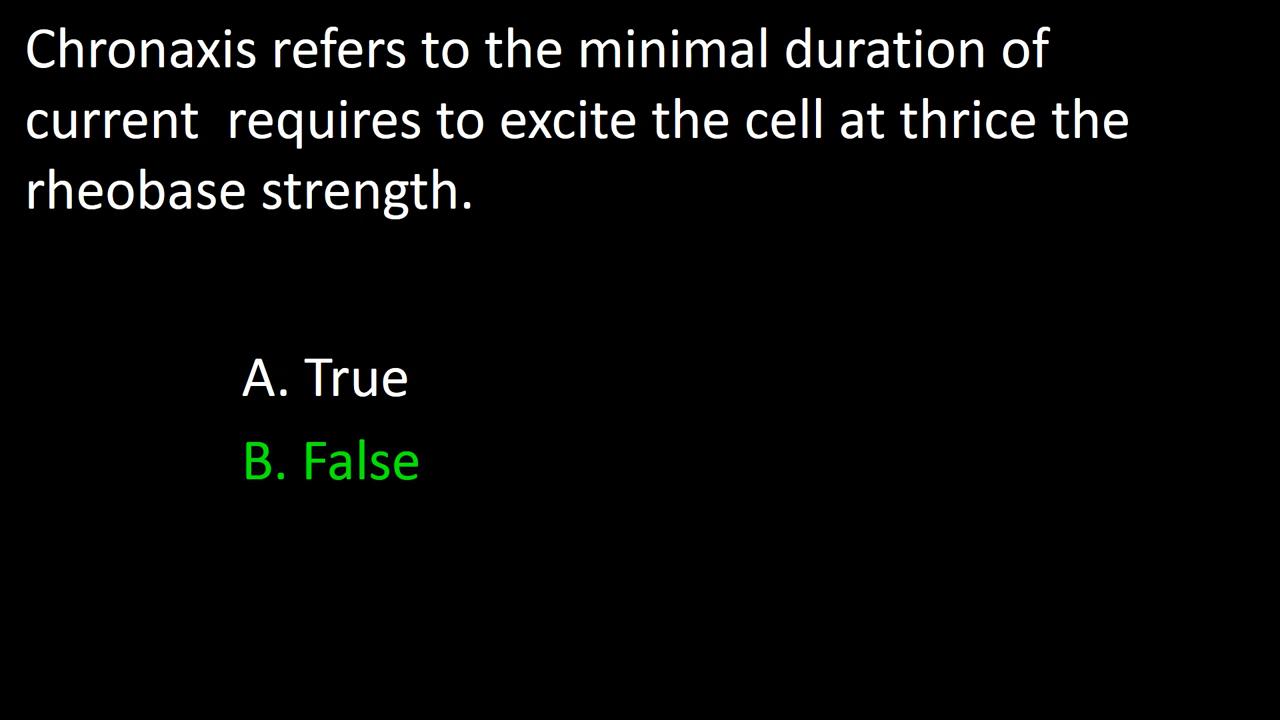 Chronaxis refers to the minimal duration of
current  requires to excite the cell at thrice the
rheobase strength.
A. True
B. False